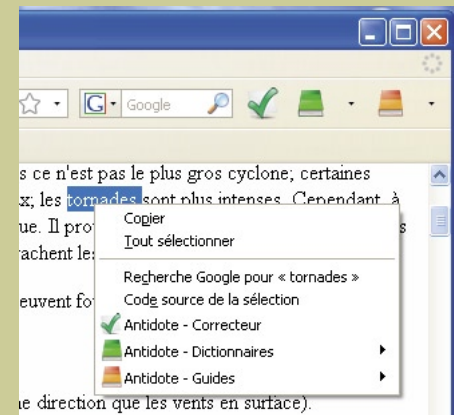 Google
s ce n'est pas le plus gros cyclone; certaines
x; les tornades sont plus intenses. Cependant, à
ue. Il pro
s
rachent les
Copier
Tout sélectionner
Recherche Google pour « tornades »
Code source de la sélection
euvent fo
Antidote - Correcteur
Antidote - Dictionnaires
Antidote - Guides
ne direction que les vents en surface).